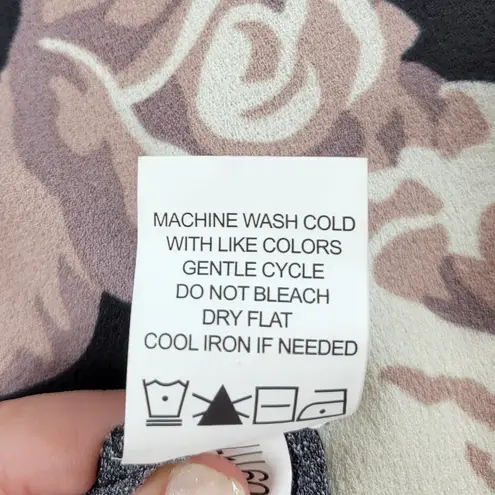 MACHINE WASH COLD
WITH LIKE COLORS
GENTLE CYCLE
DO NOT BLEACH
DRY FLAT
COOL IRON IF NEEDED